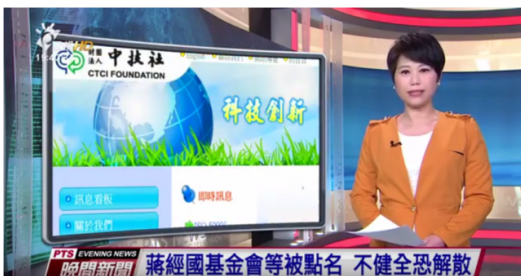 HD
財團
法人
中技社
CTCI FOUNDATION
科技創新
訊息看板
即時訊息
關於我們
PTS EVENING NEWS
晚間新聞
蔣經國基金會等被點名 不健全恐解散